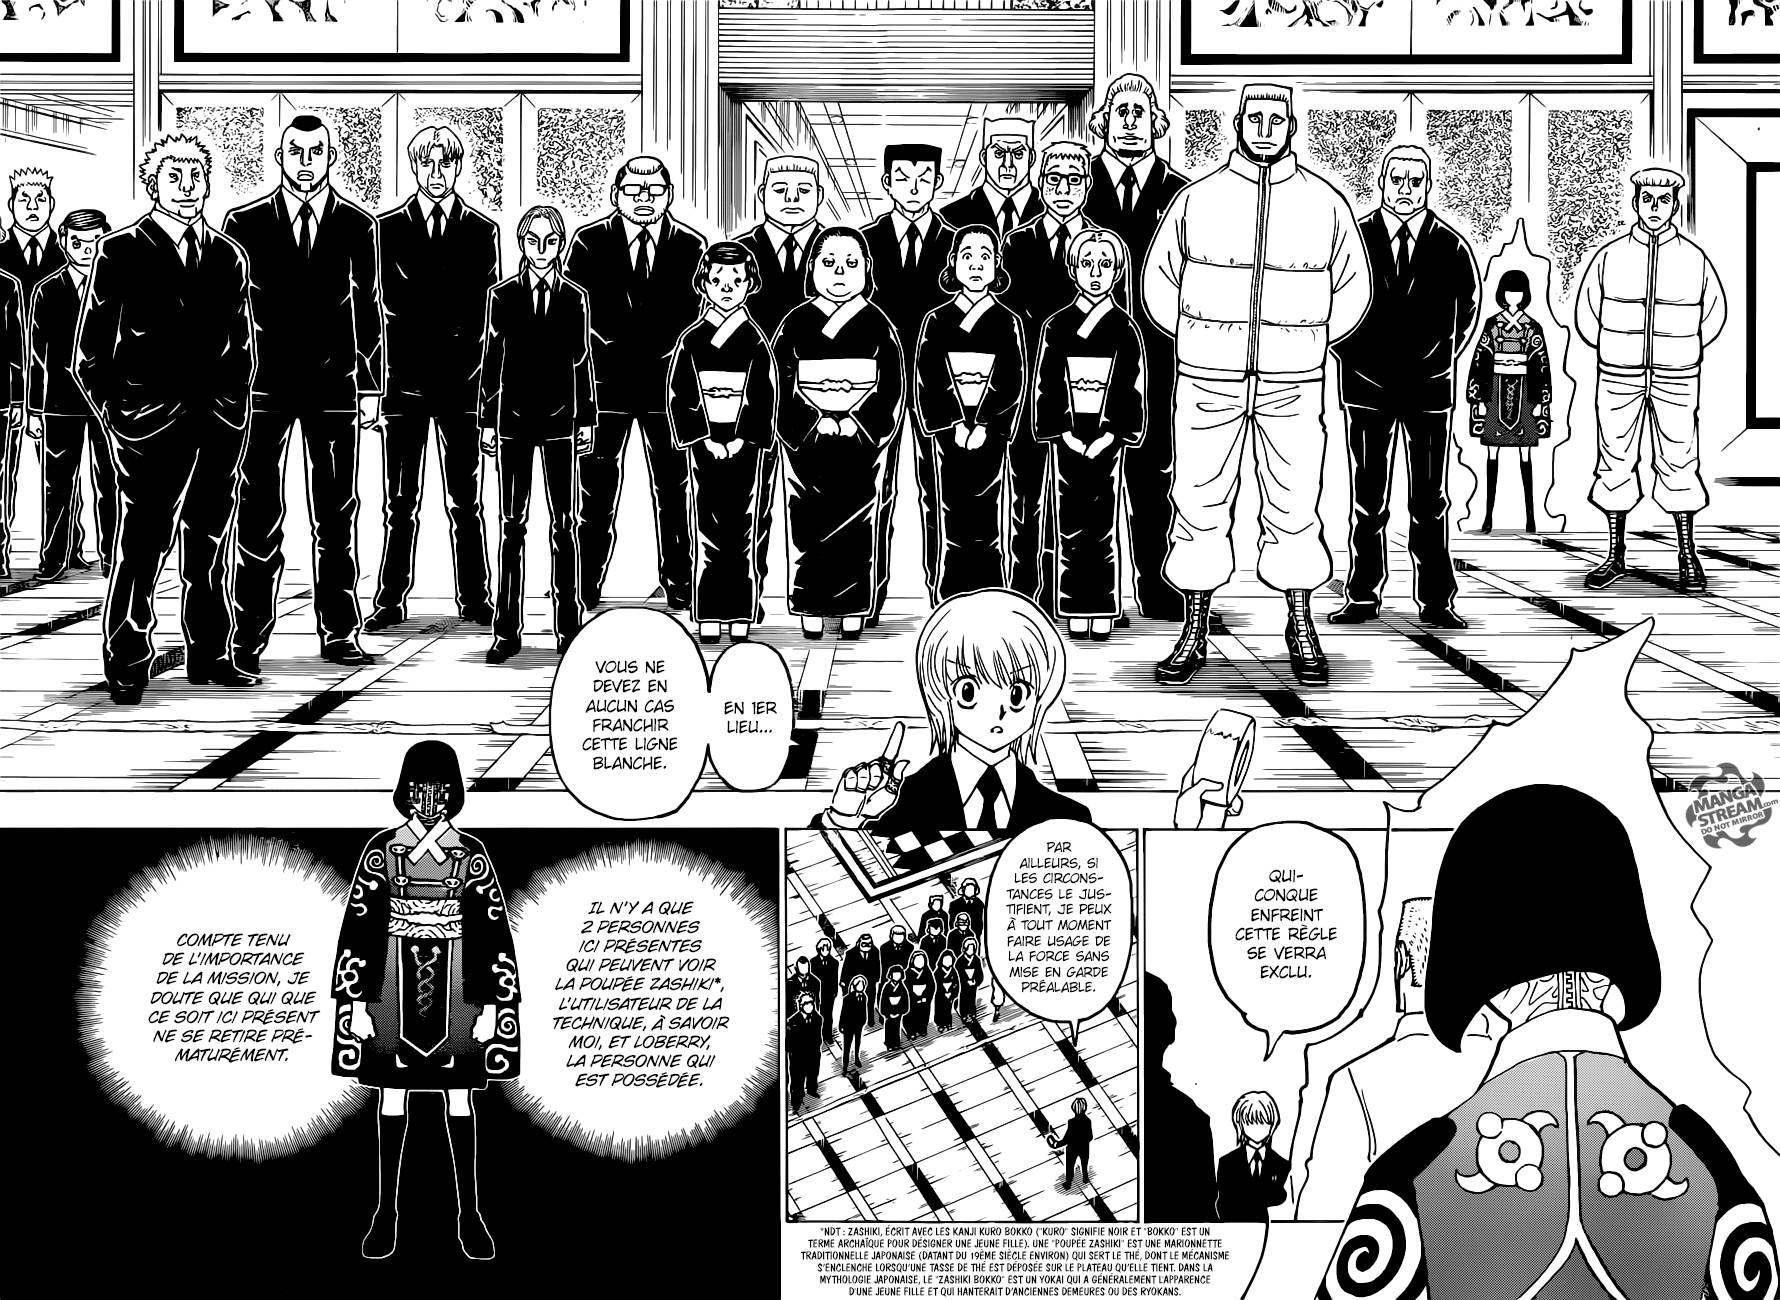 EN 1ER
LIEU...
VOUS NE
DEVEZ EN
AUCUN CAS
FRANCHIR
CETTE LIGNE
BLANCHE.
MANGA
STREAM.com
DO NOT MIRROR
QUI-
CONQUE
ENFREINT
CETTE RÈGLE
SE VERRA
EXCLU.
PAR
AILLEURS, SI
LES CIRCONS-
TANCES LE JUS-
TIFIENT, JE PEUX
À TOUT MOMENT
FAIRE USAGE DE
LA FORCE SANS
MISE EN GARDE
PRÉALABLE.
IL N'Y A QUE
2 PERSONNES
ICI PRÉSENTES
QUI PEUVENT VOIR
LA POUPÉE ZASHIKI*,
L'UTILISATEUR DE LA
TECHNIQUE, À SAVOIR
MOI, ET LOBERRY,
LA PERSONNE QUI
EST POSSÉDÉE.
COMPTE TENU
DE L'IMPORTANCE
DE LA MISSION, JE
DOUTE QUE QUI QUE
CE SOIT ICI PRÉSENT
NE SE RETIRE PRÉ-
MATURÉMENT.
*NDT : ZASHIKI, ÉCRIT AVEC LES KANJI KURO BOKKO ("KURO" SIGNIFIE NOIR ET "BOKKO" EST UN
TERME ARCHAÏQUE POUR DÉSIGNER UNE JEUNE FILLE). UNE "POUPÉE ZASHIKI" EST UNE MARIONNETTE
TRADITIONNELLE JAPONAISE (DATANT DU 19ÈME SIÈCLE ENVIRON) QUI SERT LE THÉ, DONT LE MÉCANISME
S'ENCLENCHE LORSQU'UNE TASSE DE THÉ EST DÉPOSÉE SUR LE PLATEAU QU'ELLE TIENT. DANS LA
MYTHOLOGIE JAPONAISE, LE "ZASHIKI BOKKO" EST UN YOKAI QUI A GÉNÉRALEMENT L'APPARENCE
D'UNE JEUNE FILLE ET QUI HANTERAIT D'ANCIENNES DEMEURES OU DES RYOKANS.